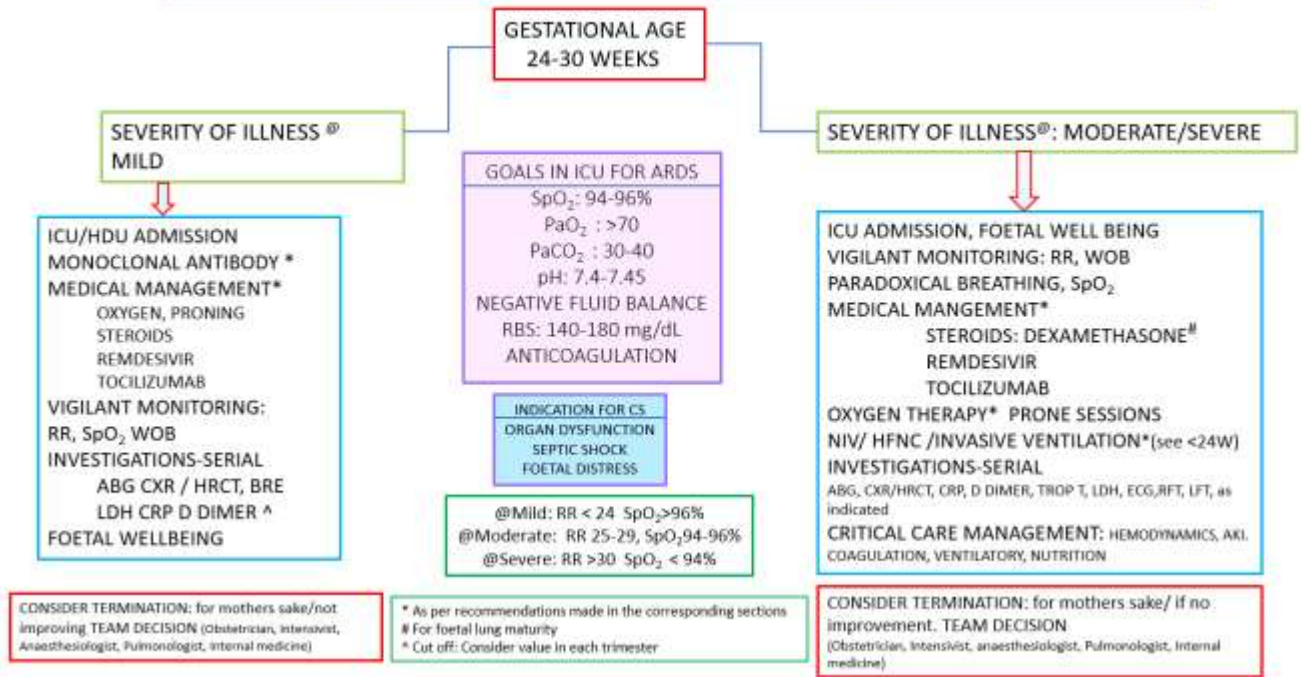 GESTATIONAL AGE
24-30 WEEKS
SEVERITY OF ILLNESS @
MILD
ICU/HDU ADMISSION
MONOCLONAL ANTIBODY *
MEDICAL MANAGEMENT*
OXYGEN, PRONING
STEROIDS
REMDESIVIR
TOCILIZUMAB
VIGILANT MONITORING:
RR, SpO₂ WOB
INVESTIGATIONS-SERIAL
ABG CXR / HRCT, BRE
LDH CRP D DIMER ^
FOETAL WELLBEING
CONSIDER TERMINATION: for mothers sake/not
improving TEAM DECISION (Obstetrician, Intensivist,
Anaesthesiologist, Pulmonologist, Internal medicine)
GOALS IN ICU FOR ARDS
SpO₂: 94-96%
PaO₂ : >70
PaCO₂ : 30-40
pH: 7.4-7.45
NEGATIVE FLUID BALANCE
RBS: 140-180 mg/dL
ANTICOAGULATION
INDICATION FOR CS
ORGAN DYSFUNCTION
SEPTIC SHOCK
FOETAL DISTRESS
@Mild: RR < 24 SpO₂>96%
@Moderate: RR 25-29, SpO₂94-96%
@Severe: RR >30 SpO₂ < 94%
* As per recommendations made in the corresponding sections
# For foetal lung maturity
^ Cut off: Consider value in each trimester
SEVERITY OF ILLNESS@: MODERATE/SEVERE
ICU ADMISSION, FOETAL WELL BEING
VIGILANT MONITORING: RR, WOB
PARADOXICAL BREATHING, SpO₂
MEDICAL MANGEMENT*
STEROIDS: DEXAMETHASONE#
REMDESIVIR
TOCILIZUMAB
OXYGEN THERAPY* PRONE SESSIONS
NIV/ HFNC /INVASIVE VENTILATION*(see <24W)
INVESTIGATIONS-SERIAL
ABG, CXR/HRCT, CRP, D DIMER, TROP T, LDH, ECG,RFT, LFT, as
indicated
CRITICAL CARE MANAGEMENT: HEMODYNAMICS, AKI.
COAGULATION, VENTILATORY, NUTRITION
CONSIDER TERMINATION: for mothers sake/ if no
improvement. TEAM DECISION
(Obstetrician, Intensivist, anaesthesiologist, Pulmonologist, Internal
medicine)